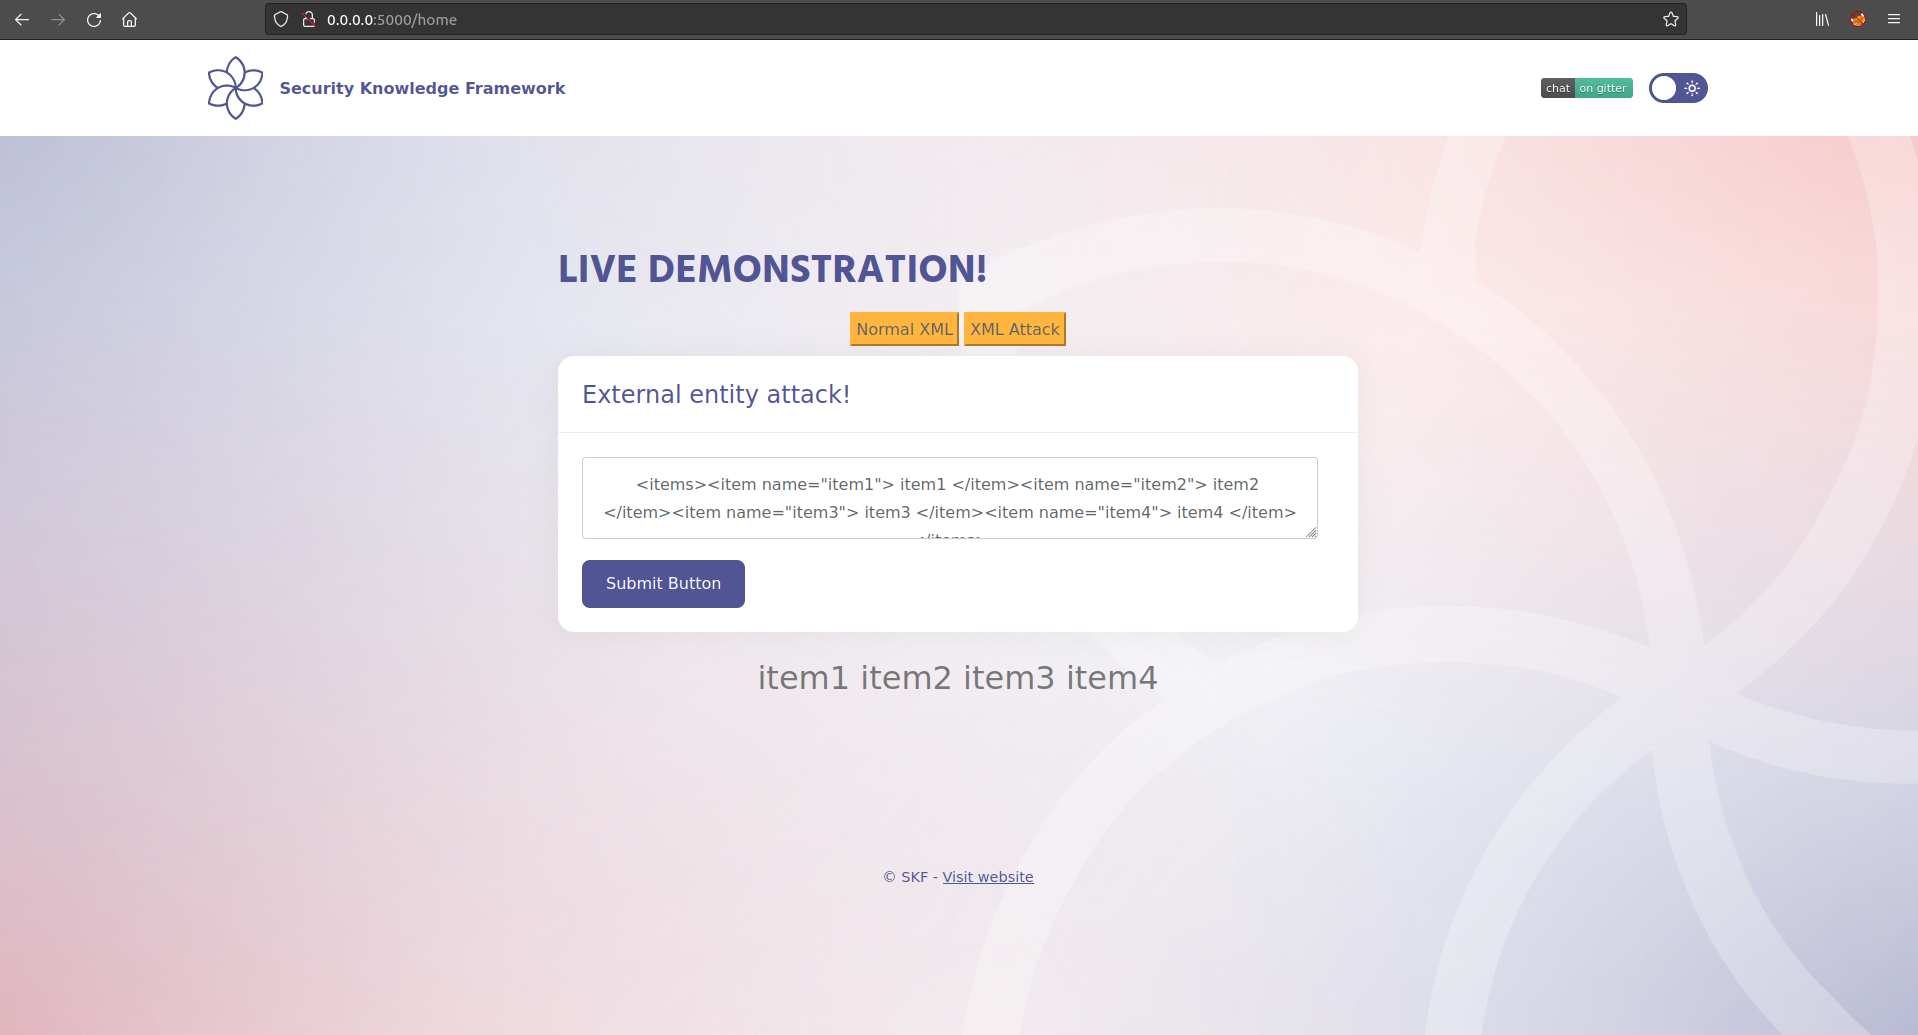 0.0.0.0:5000/home
Security Knowledge Framework
chat on gitter
LIVE DEMONSTRATION!
Normal XML XML Attack
External entity attack!
<items><item name="item1"> item1 </item><item name="item2"> item2
</item><item name="item3"> item3 </item><item name="item4"> item4 </item>
</items>
Submit Button
item1 item2 item3 item4
© SKF - Visit website